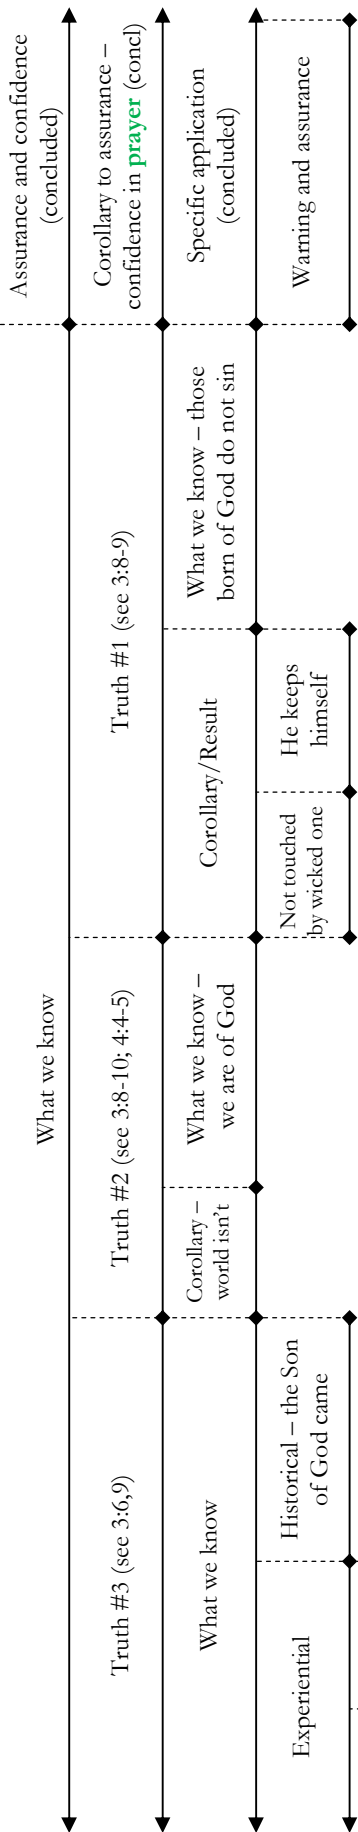 What we know
Assurance and confidence
(concluded)
Truth #3 (see 3:6,9)
Truth #2 (see 3:8-10; 4:4-5)
Truth #1 (see 3:8-9)
Corollary to assurance –
confidence in prayer (concl)
What we know
Corollary –
world isn't
What we know –
we are of God
Corollary/Result
What we know – those
born of God do not sin
Specific application
(concluded)
Experiential
Historical – the Son
of God came
Not touched
by wicked one
He keeps
himself
Warning and assurance